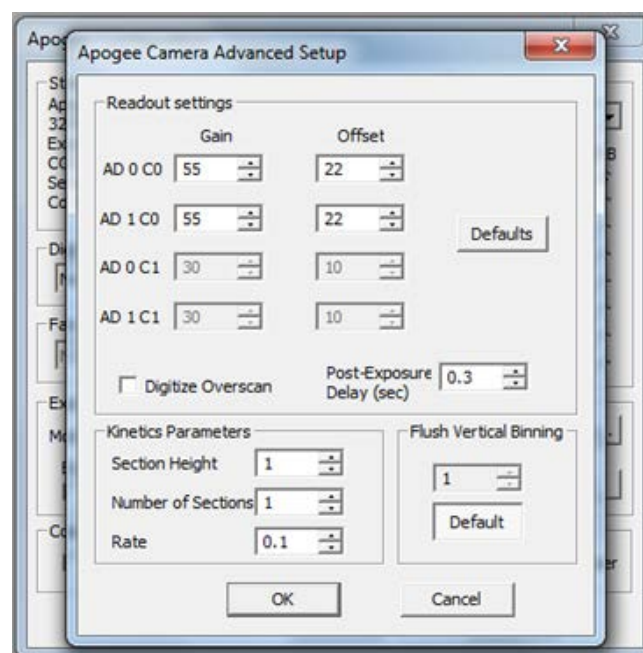 Apogee Camera Advanced Setup
Readout settings
Gain Offset
AD 0 C0 55 22
AD 1 C0 55 22
Defaults
AD 0 C1 30 10
AD 1 C1 30 10
Digitize Overscan
Post-Exposure
Delay (sec)
0.3
Kinetics Parameters
Section Height 1
Number of Sections 1
Rate 0.1
Flush Vertical Binning
1
Default
OK Cancel